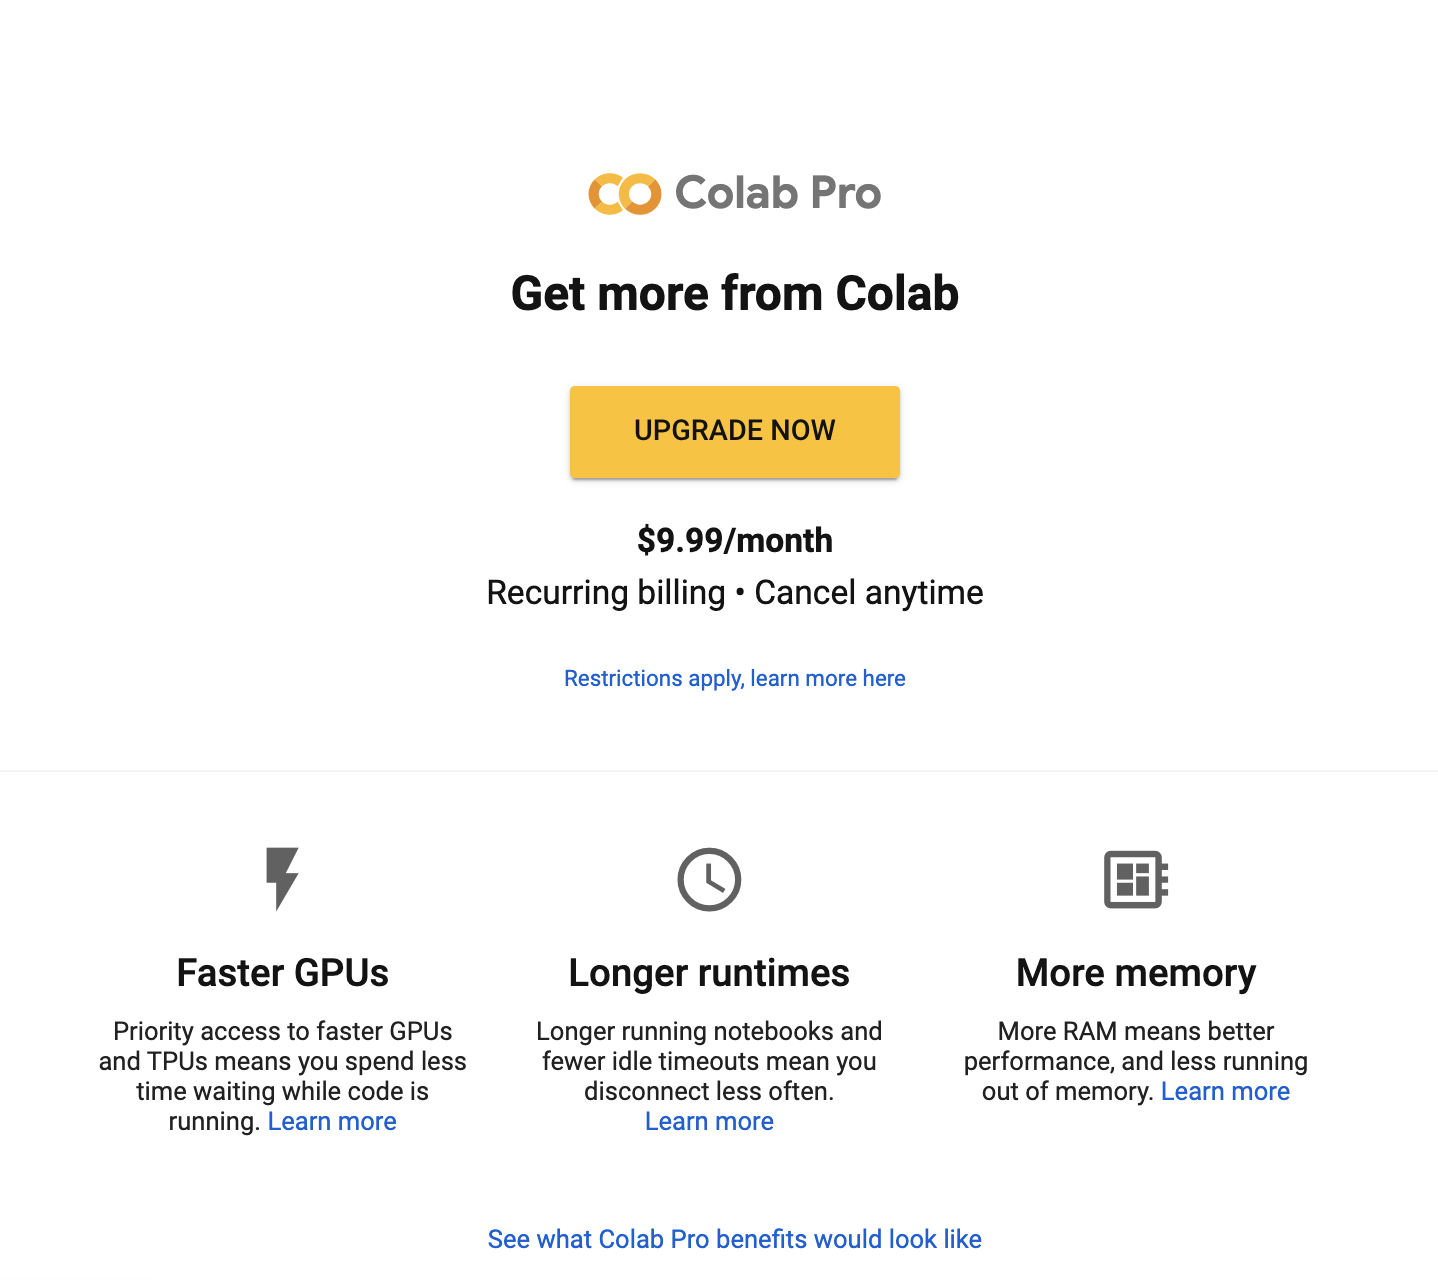 Colab Pro
Get more from Colab
UPGRADE NOW
$9.99/month
Recurring billing • Cancel anytime
Restrictions apply, learn more here
Faster GPUs
Priority access to faster GPUs
and TPUs means you spend less
time waiting while code is
running. Learn more
Longer runtimes
Longer running notebooks and
fewer idle timeouts mean you
disconnect less often.
Learn more
More memory
More RAM means better
performance, and less running
out of memory. Learn more
See what Colab Pro benefits would look like